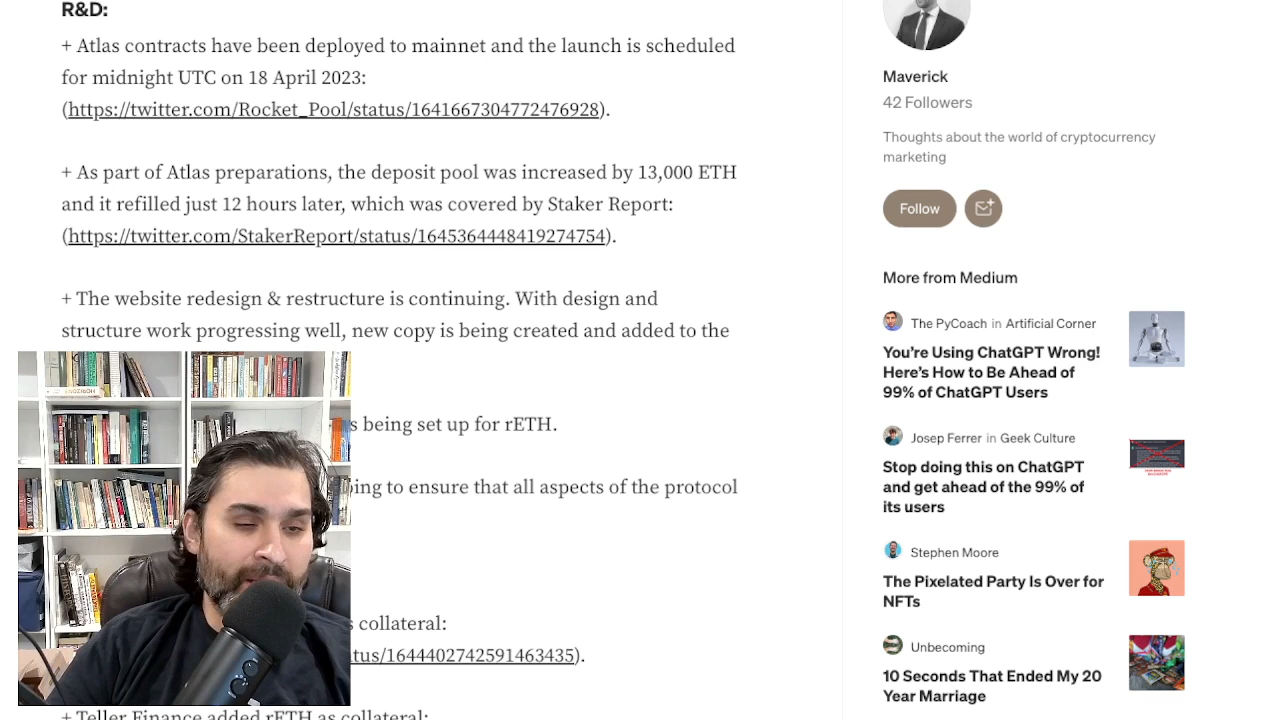 R&D:
+ Atlas contracts have been deployed to mainnet and the launch is scheduled
for midnight UTC on 18 April 2023:
(https://twitter.com/Rocket_Pool/status/1641667304772476928).
+ As part of Atlas preparations, the deposit pool was increased by 13,000 ETH
and it refilled just 12 hours later, which was covered by Staker Report:
(https://twitter.com/StakerReport/status/1645364448419274754).
+ The website redesign & restructure is continuing. With design and
structure work progressing well, new copy is being created and added to the
s being set up for rETH.
ping to ensure that all aspects of the protocol
s collateral:
tus/1644402742591463435).
+ Teller Finance added rETH as collateral:
Maverick
42 Followers
Thoughts about the world of cryptocurrency
marketing
Follow
More from Medium
The PyCoach in Artificial Corner
You're Using ChatGPT Wrong!
Here's How to Be Ahead of
99% of ChatGPT Users
Josep Ferrer in Geek Culture
Stop doing this on ChatGPT
and get ahead of the 99% of
its users
Stephen Moore
The Pixelated Party Is Over for
NFTs
Unbecoming
10 Seconds That Ended My 20
Year Marriage